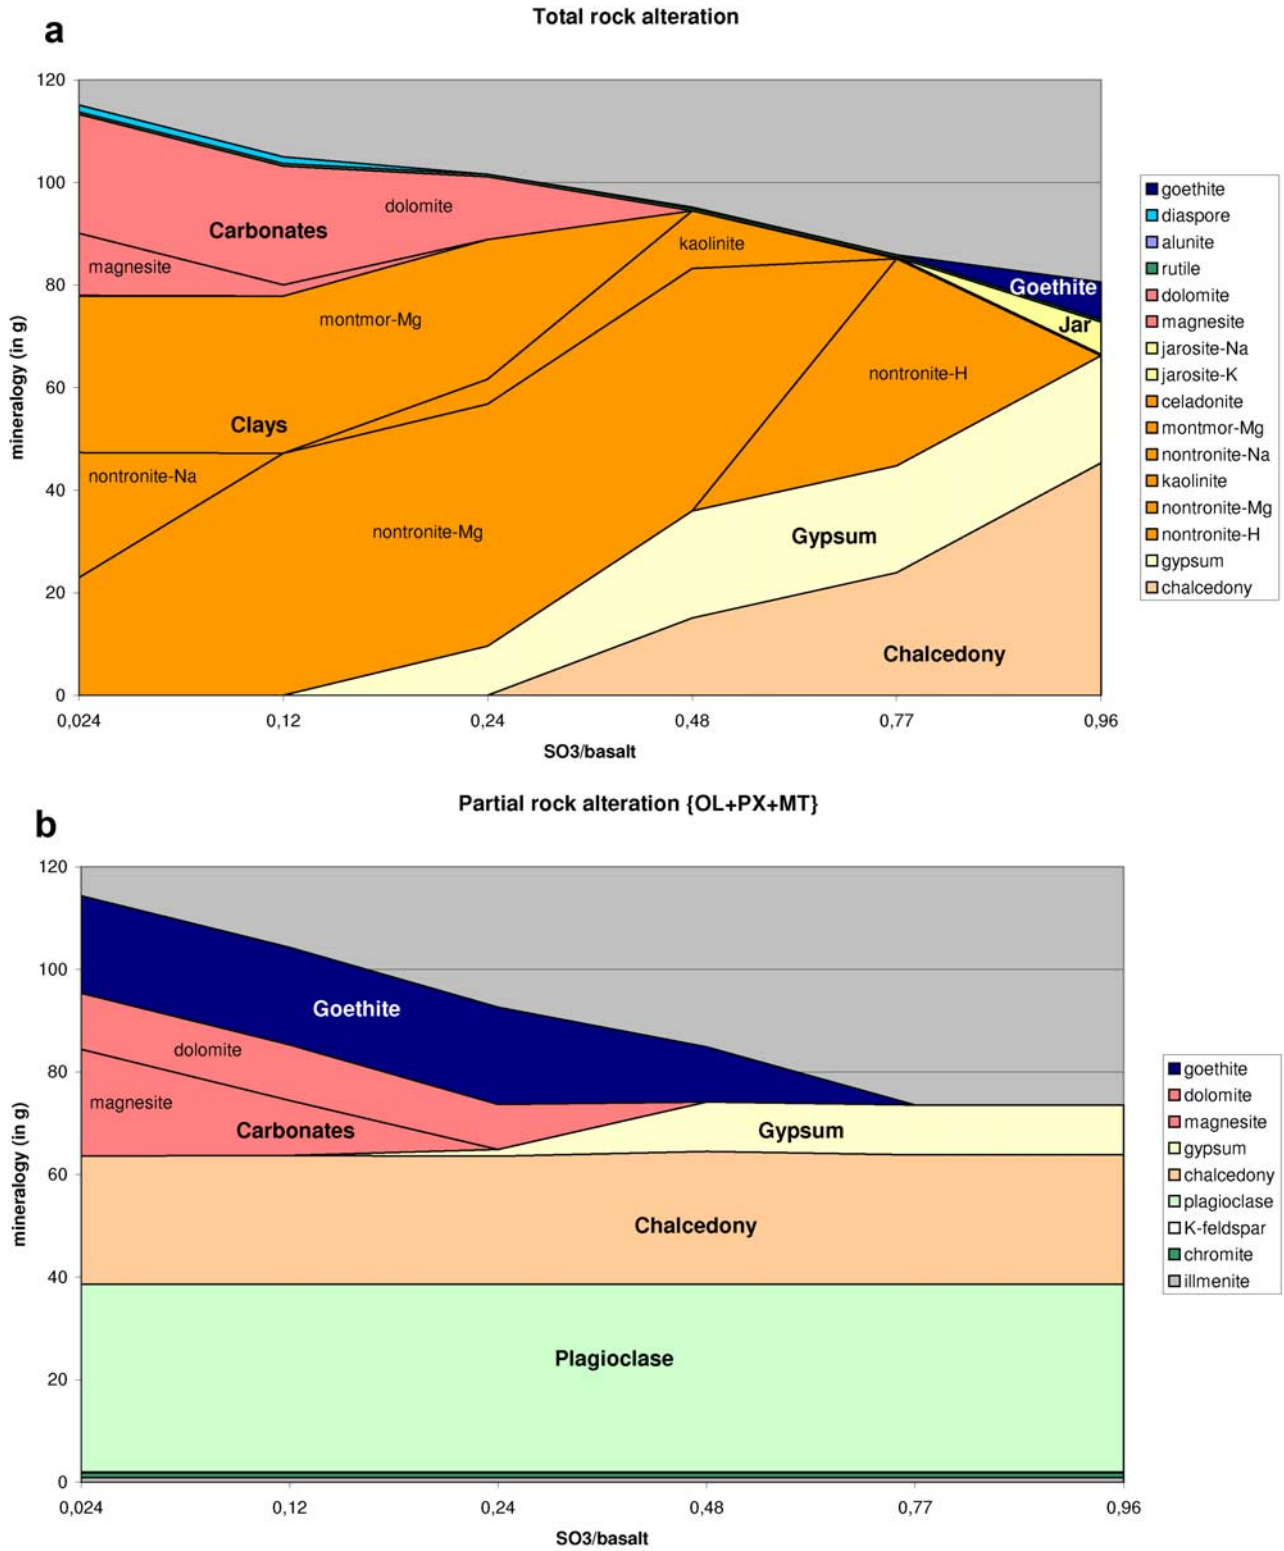 Total rock alteration
a
120
100
80
60
40
20
0
mineralogy (in g)
dolomite
Carbonates
magnesite
kaolinite
montmor-Mg
Goethite
Jar
nontronite-H
Clays
nontronite-Na
nontronite-Mg
Gypsum
Chalcedony
0,024 0,12 0,24 0,48 0,77 0,96
SO3/basalt
goethite
diaspore
alunite
rutile
dolomite
magnesite
jarosite-Na
jarosite-K
celadonite
montmor-Mg
nontronite-Na
kaolinite
nontronite-Mg
nontronite-H
gypsum
chalcedony
Partial rock alteration {OL+PX+MT}
b
120
100
80
60
40
20
0
mineralogy (in g)
Goethite
dolomite
magnesite
Carbonates
Gypsum
Chalcedony
Plagioclase
0,024 0,12 0,24 0,48 0,77 0,96
SO3/basalt
goethite
dolomite
magnesite
gypsum
chalcedony
plagioclase
K-feldspar
chromite
illmenite